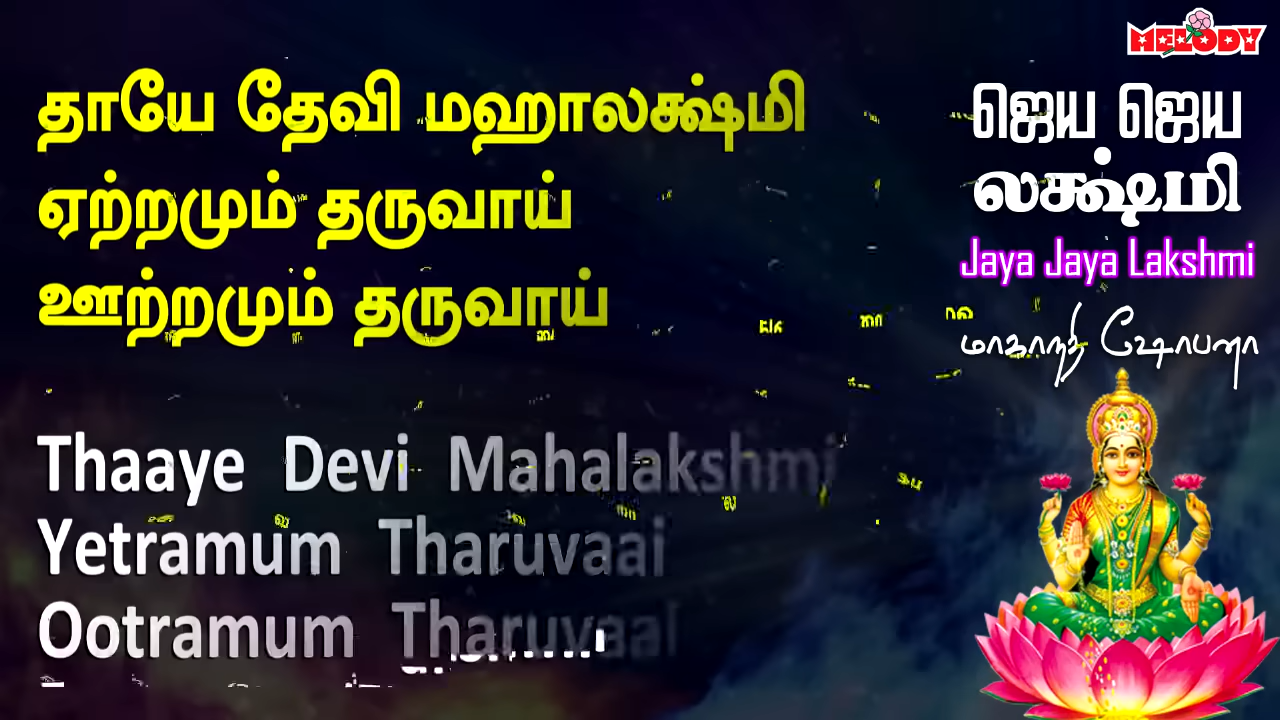 தாயே தேவி மஹாலக்ஷ்மி
ஏற்றமும் தருவாய்
ஊற்றமும் தருவாய்
Thaaye Devi Mahalakshmi
Yetramum Tharuvaai
Ootramum Tharuvaai
MELODY
ஜெய ஜெய
லக்ஷ்மி
Jaya Jaya Lakshmi
மாகாநதி ஷோபனா